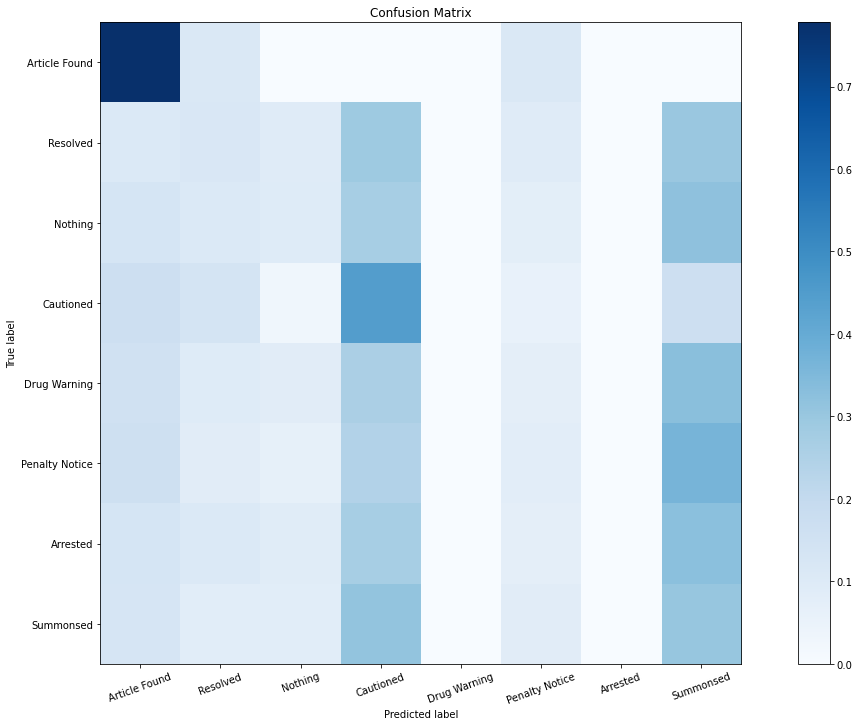 Confusion Matrix
Article Found
Resolved
Nothing
Cautioned
Drug Warning
Penalty Notice
Arrested
Summonsed
True label
Article Found
Resolved
Nothing
Cautioned
Drug Warning
Penalty Notice
Arrested
Summonsed
Predicted label
0.7
0.6
0.5
0.4
0.3
0.2
0.1
0.0